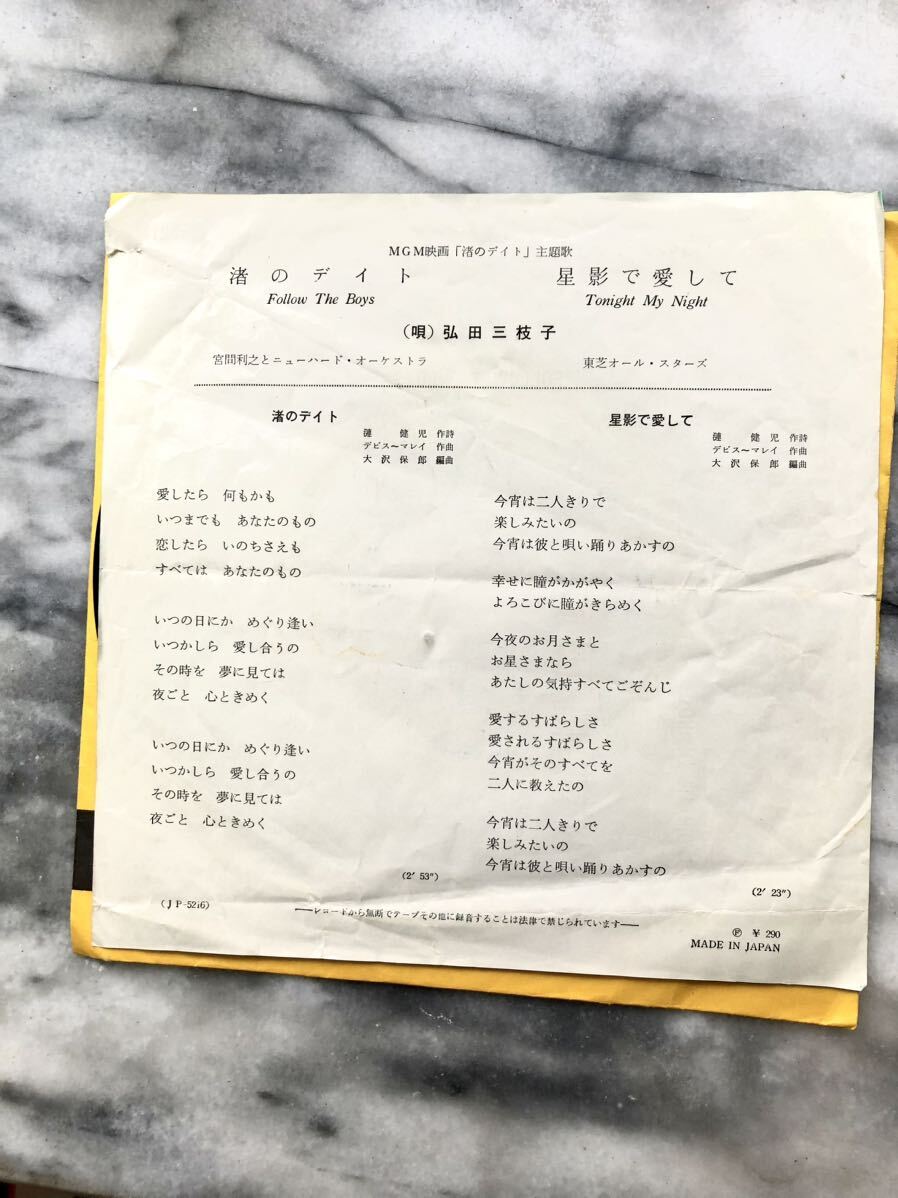 MGM映画「渚のデイト」主題歌
渚のデイト
Follow The Boys
星影で愛して
Tonight My Night
(唄) 弘田三枝子
宮間利之とニューハード・オーケストラ
東芝オール・スターズ
渚のデイト
漣 健児 作詩
デビス〜マレイ 作曲
大沢保郎 編曲
愛したら 何もかも
いつまでも あなたのもの
恋したら いのちさえも
すべては あなたのもの
いつの日にか めぐり逢い
いつかしら 愛し合うの
その時を 夢に見ては
夜ごと 心ときめく
いつの日にか めぐり逢い
いつかしら 愛し合うの
その時を 夢に見ては
夜ごと 心ときめく
(2′ 53″)
星影で愛して
漣 健児 作詩
デビス〜マレイ 作曲
大沢保郎 編曲
今宵は二人きりで
楽しみたいの
今宵は彼と唄い踊りあかすの
幸せに瞳がかがやく
よろこびに瞳がきらめく
今夜のお月さまと
お星さまなら
あたしの気持すべてごぞんじ
愛するすばらしさ
愛されるすばらしさ
今宵がそのすべてを
二人に教えたの
今宵は二人きりで
楽しみたいの
今宵は彼と唄い踊りあかすの
(2′ 23″)
(JP-5216)
——レコードから無断でテープその他に録音することは法律で禁じられています——
Ⓟ ¥ 290
MADE IN JAPAN